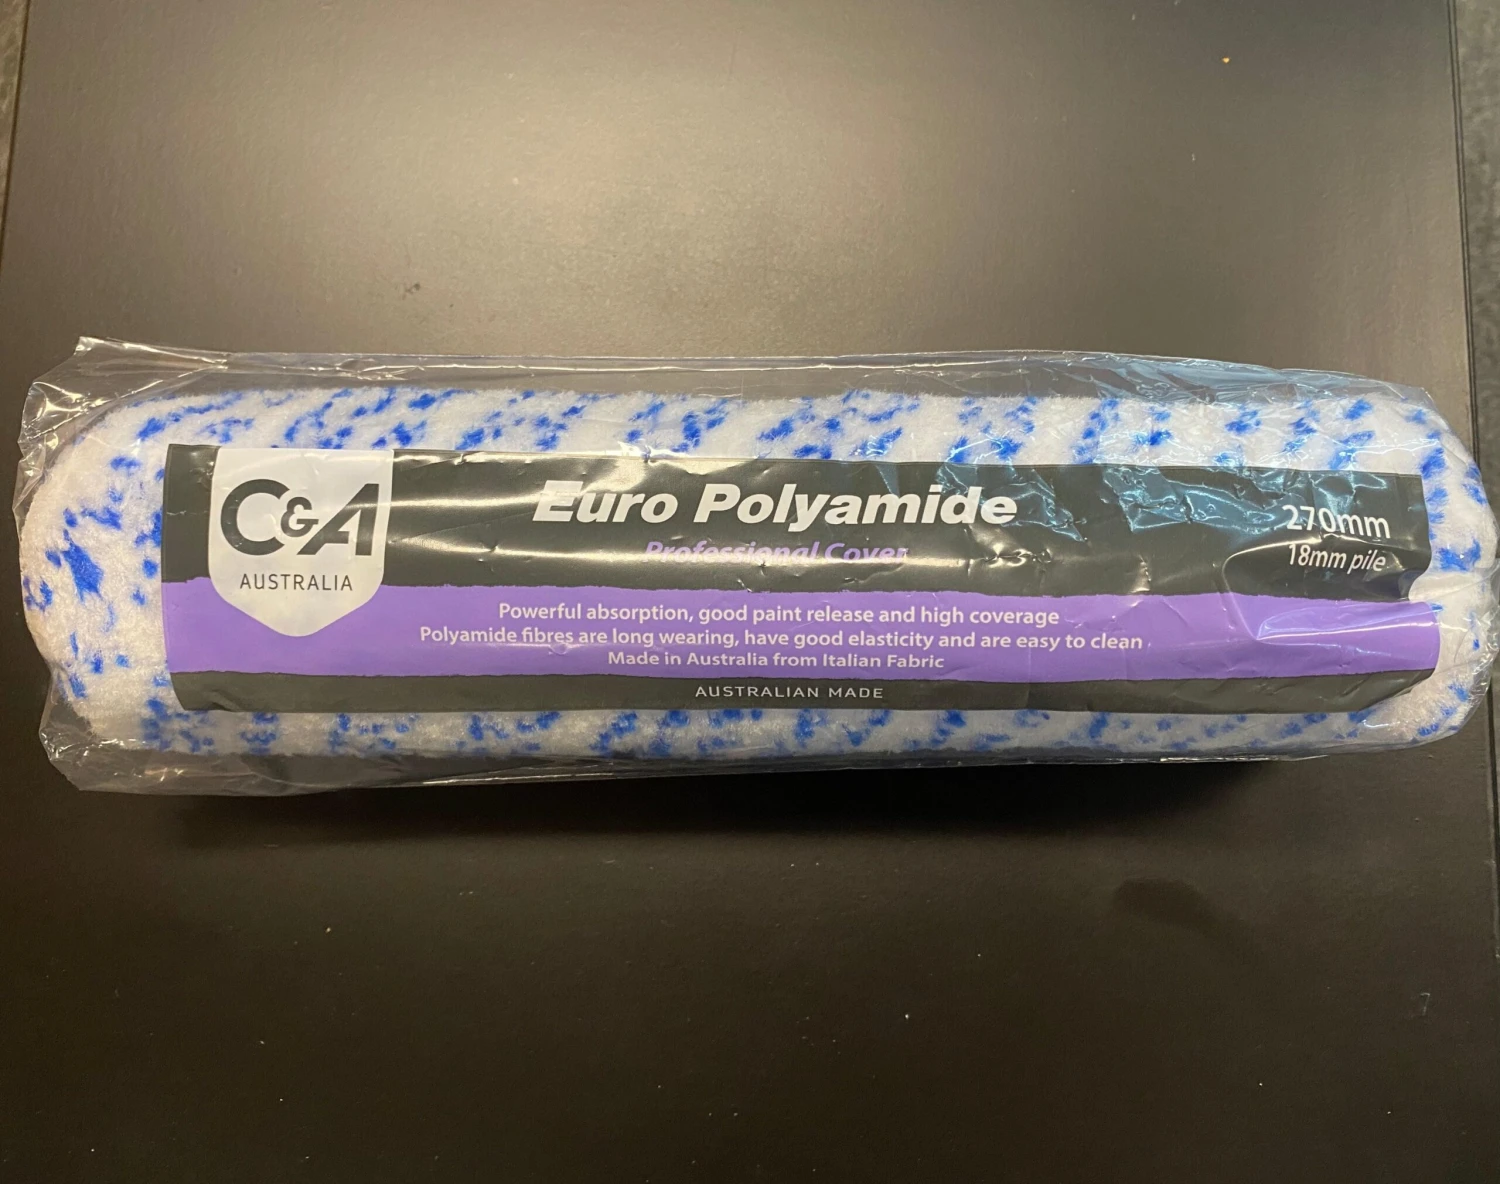 C&A
AUSTRALIA
Euro Polyamide
Professional Cover
270mm
18mm pile
Powerful absorption, good paint release and high coverage
Polyamide fibres are long wearing, have good elasticity and are easy to clean
Made in Australia from Italian Fabric
AUSTRALIAN MADE